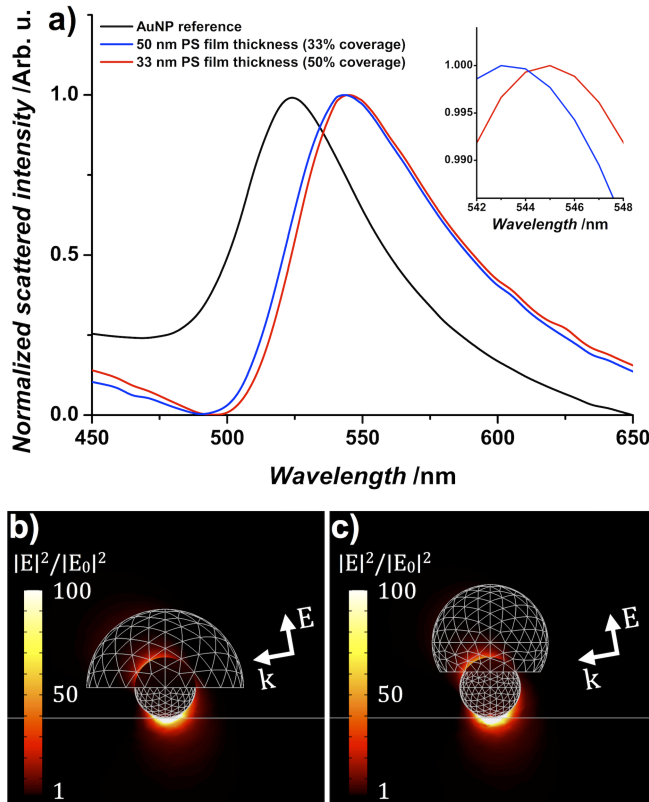 a)
AuNP reference
50 nm PS film thickness (33% coverage)
33 nm PS film thickness (50% coverage)
Normalized scattered intensity /Arb. u.
1.0
0.5
0.0
450
500
550
600
650
Wavelength /nm
1.000
0.995
0.990
542
544
546
548
Wavelength /nm
b)
|E|²/|E₀|²
100
50
1
E
k
c)
|E|²/|E₀|²
100
50
1
E
k